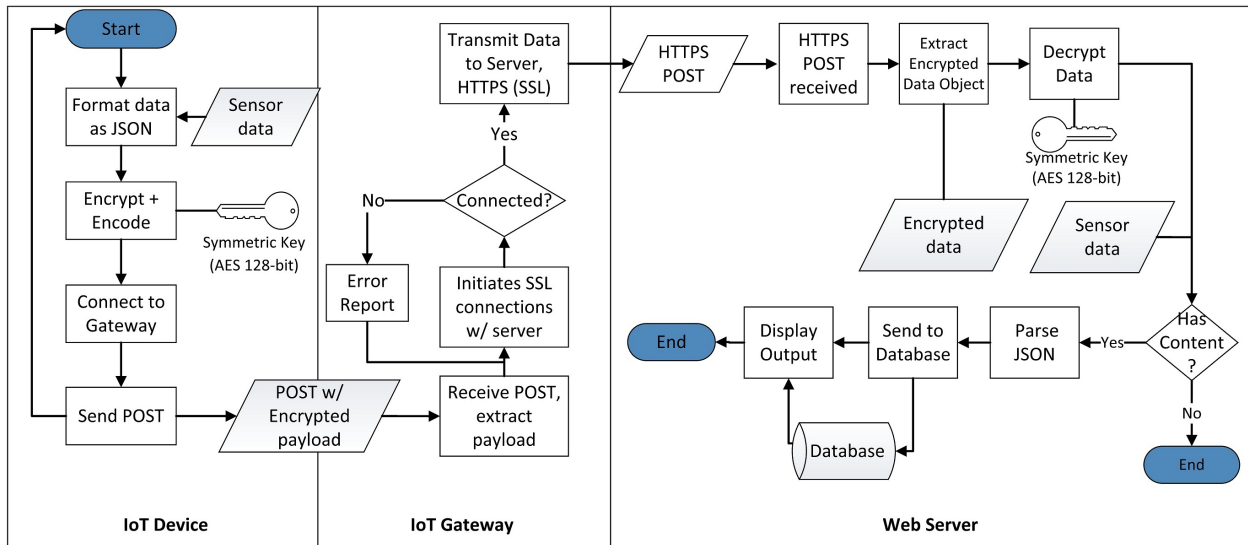 Start
Format data
as JSON
Sensor
data
Encrypt +
Encode
Symmetric Key
(AES 128-bit)
Connect to
Gateway
Send POST
POST w/
Encrypted
payload
IoT Device
Transmit Data
to Server,
HTTPS (SSL)
Yes
Connected?
No
Error
Report
Initiates SSL
connections
w/ server
Receive POST,
extract
payload
IoT Gateway
HTTPS
POST
HTTPS
POST
received
Extract
Encrypted
Data Object
Decrypt
Data
Symmetric Key
(AES 128-bit)
Encrypted
data
Sensor
data
Has
Content
?
Yes
No
End
Parse
JSON
Send to
Database
Database
Display
Output
End
Web Server